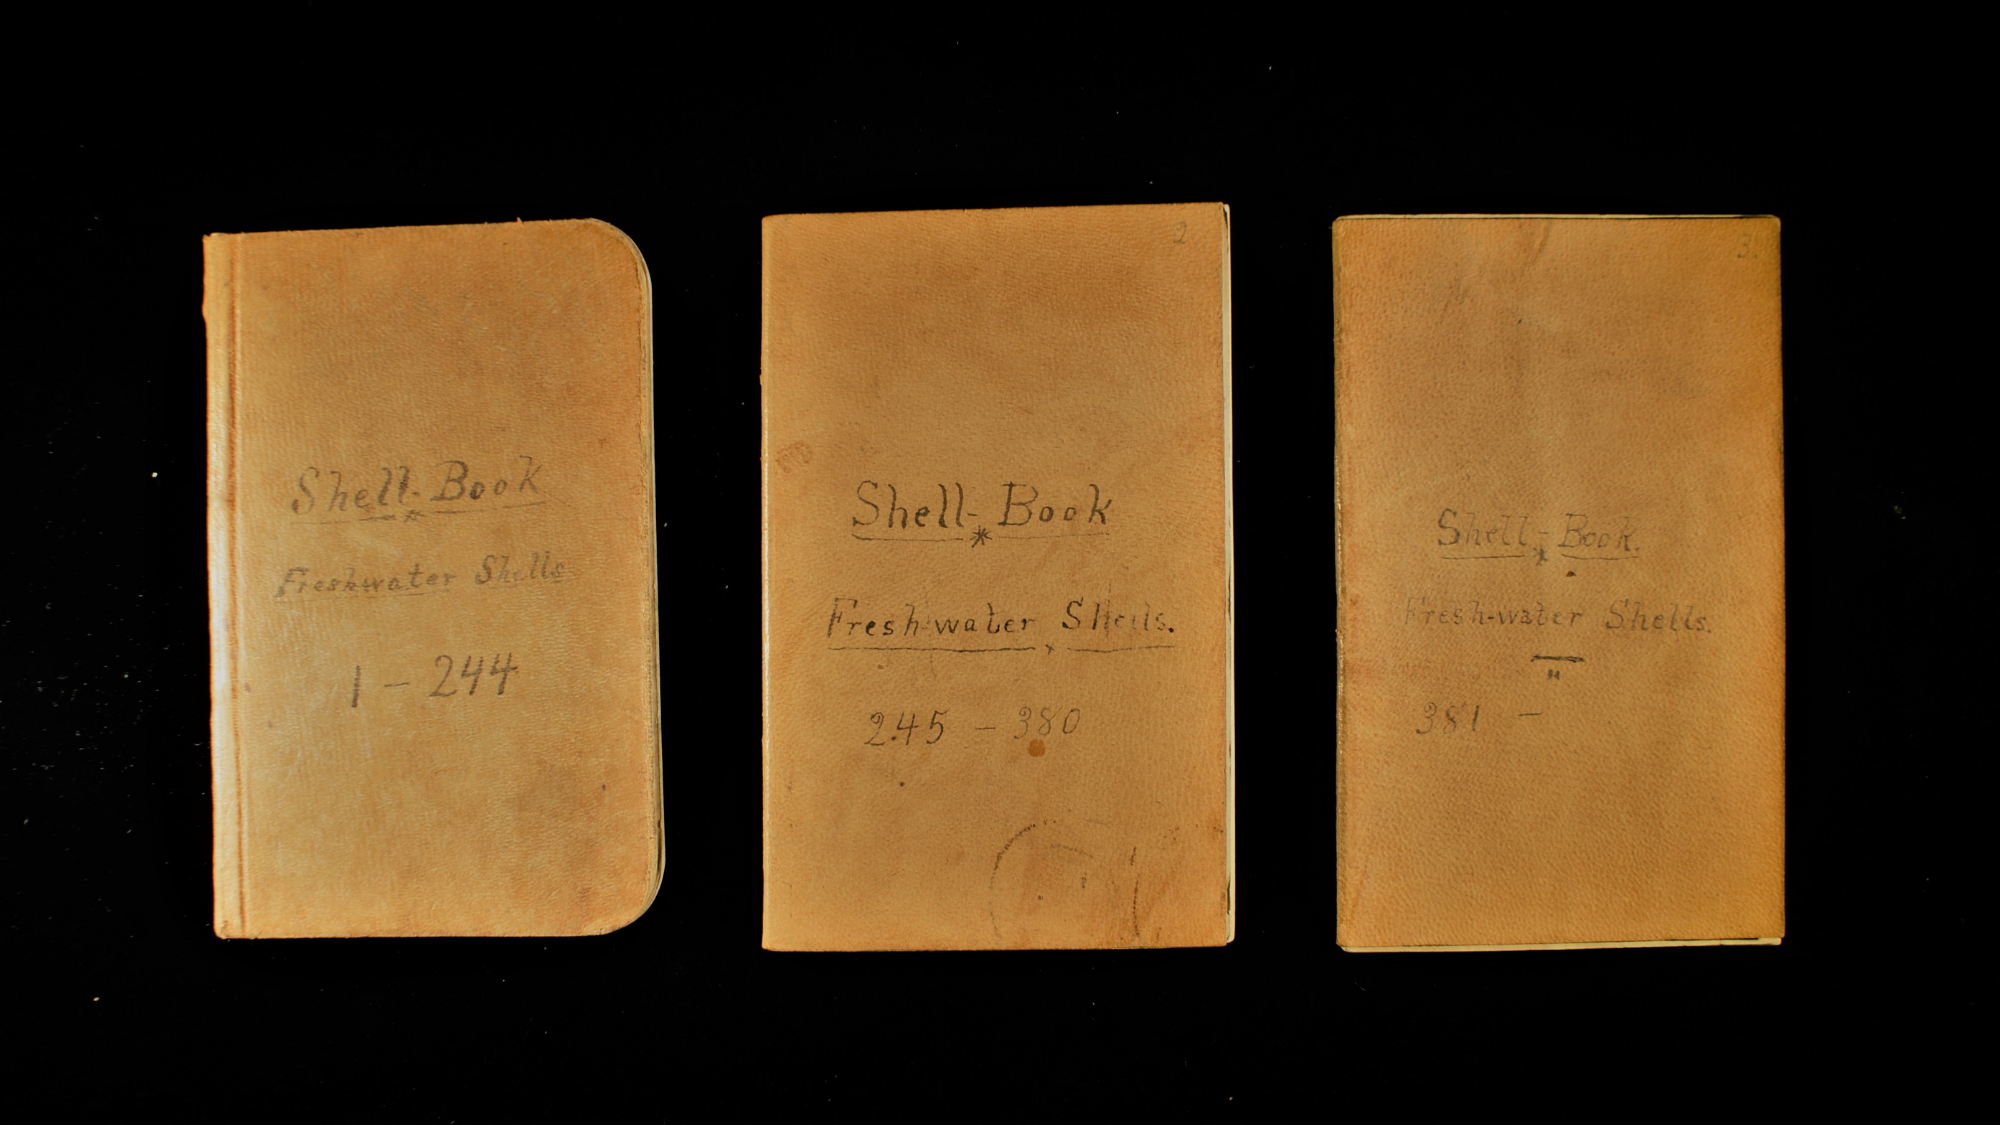 Shell-Book
Freshwater Shells
1 - 244
2
Shell-Book
Fresh-water Shells.
245 - 380
3.
Shell-Book.
Fresh-water Shells.
381 -